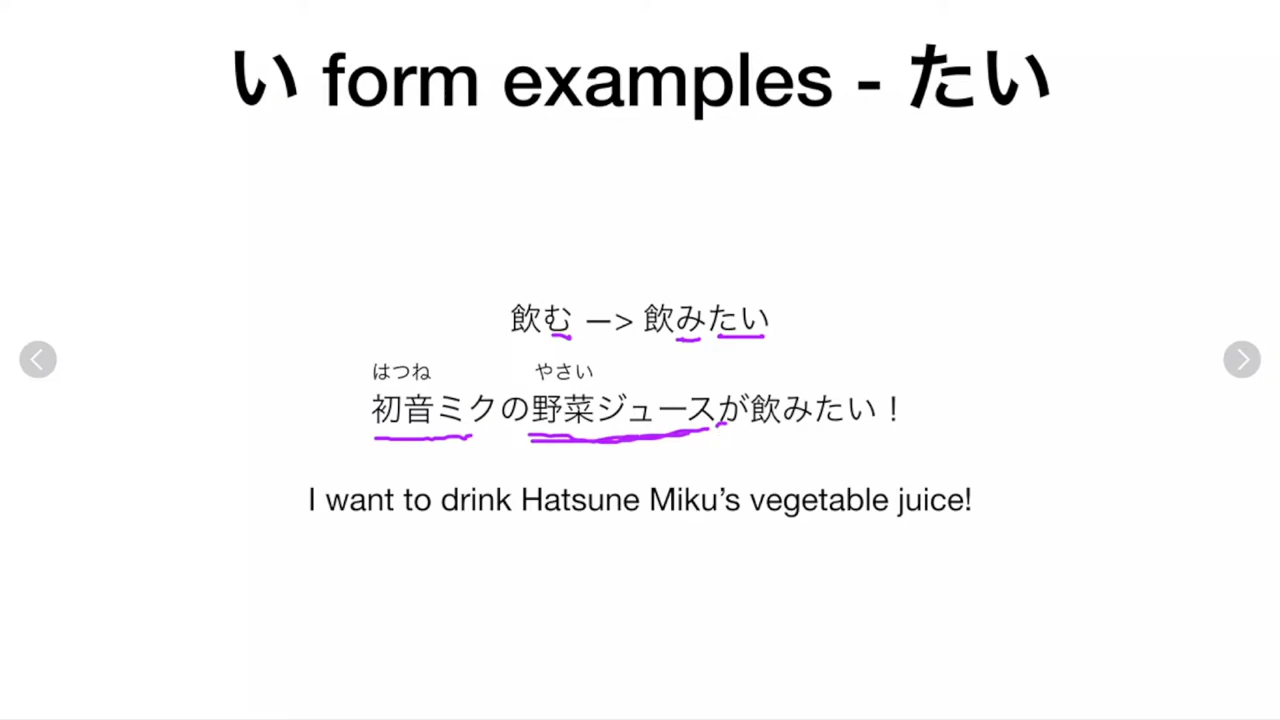 い form examples - たい
飲む —> 飲みたい
はつね やさい
初音ミクの野菜ジュースが飲みたい！
I want to drink Hatsune Miku’s vegetable juice!